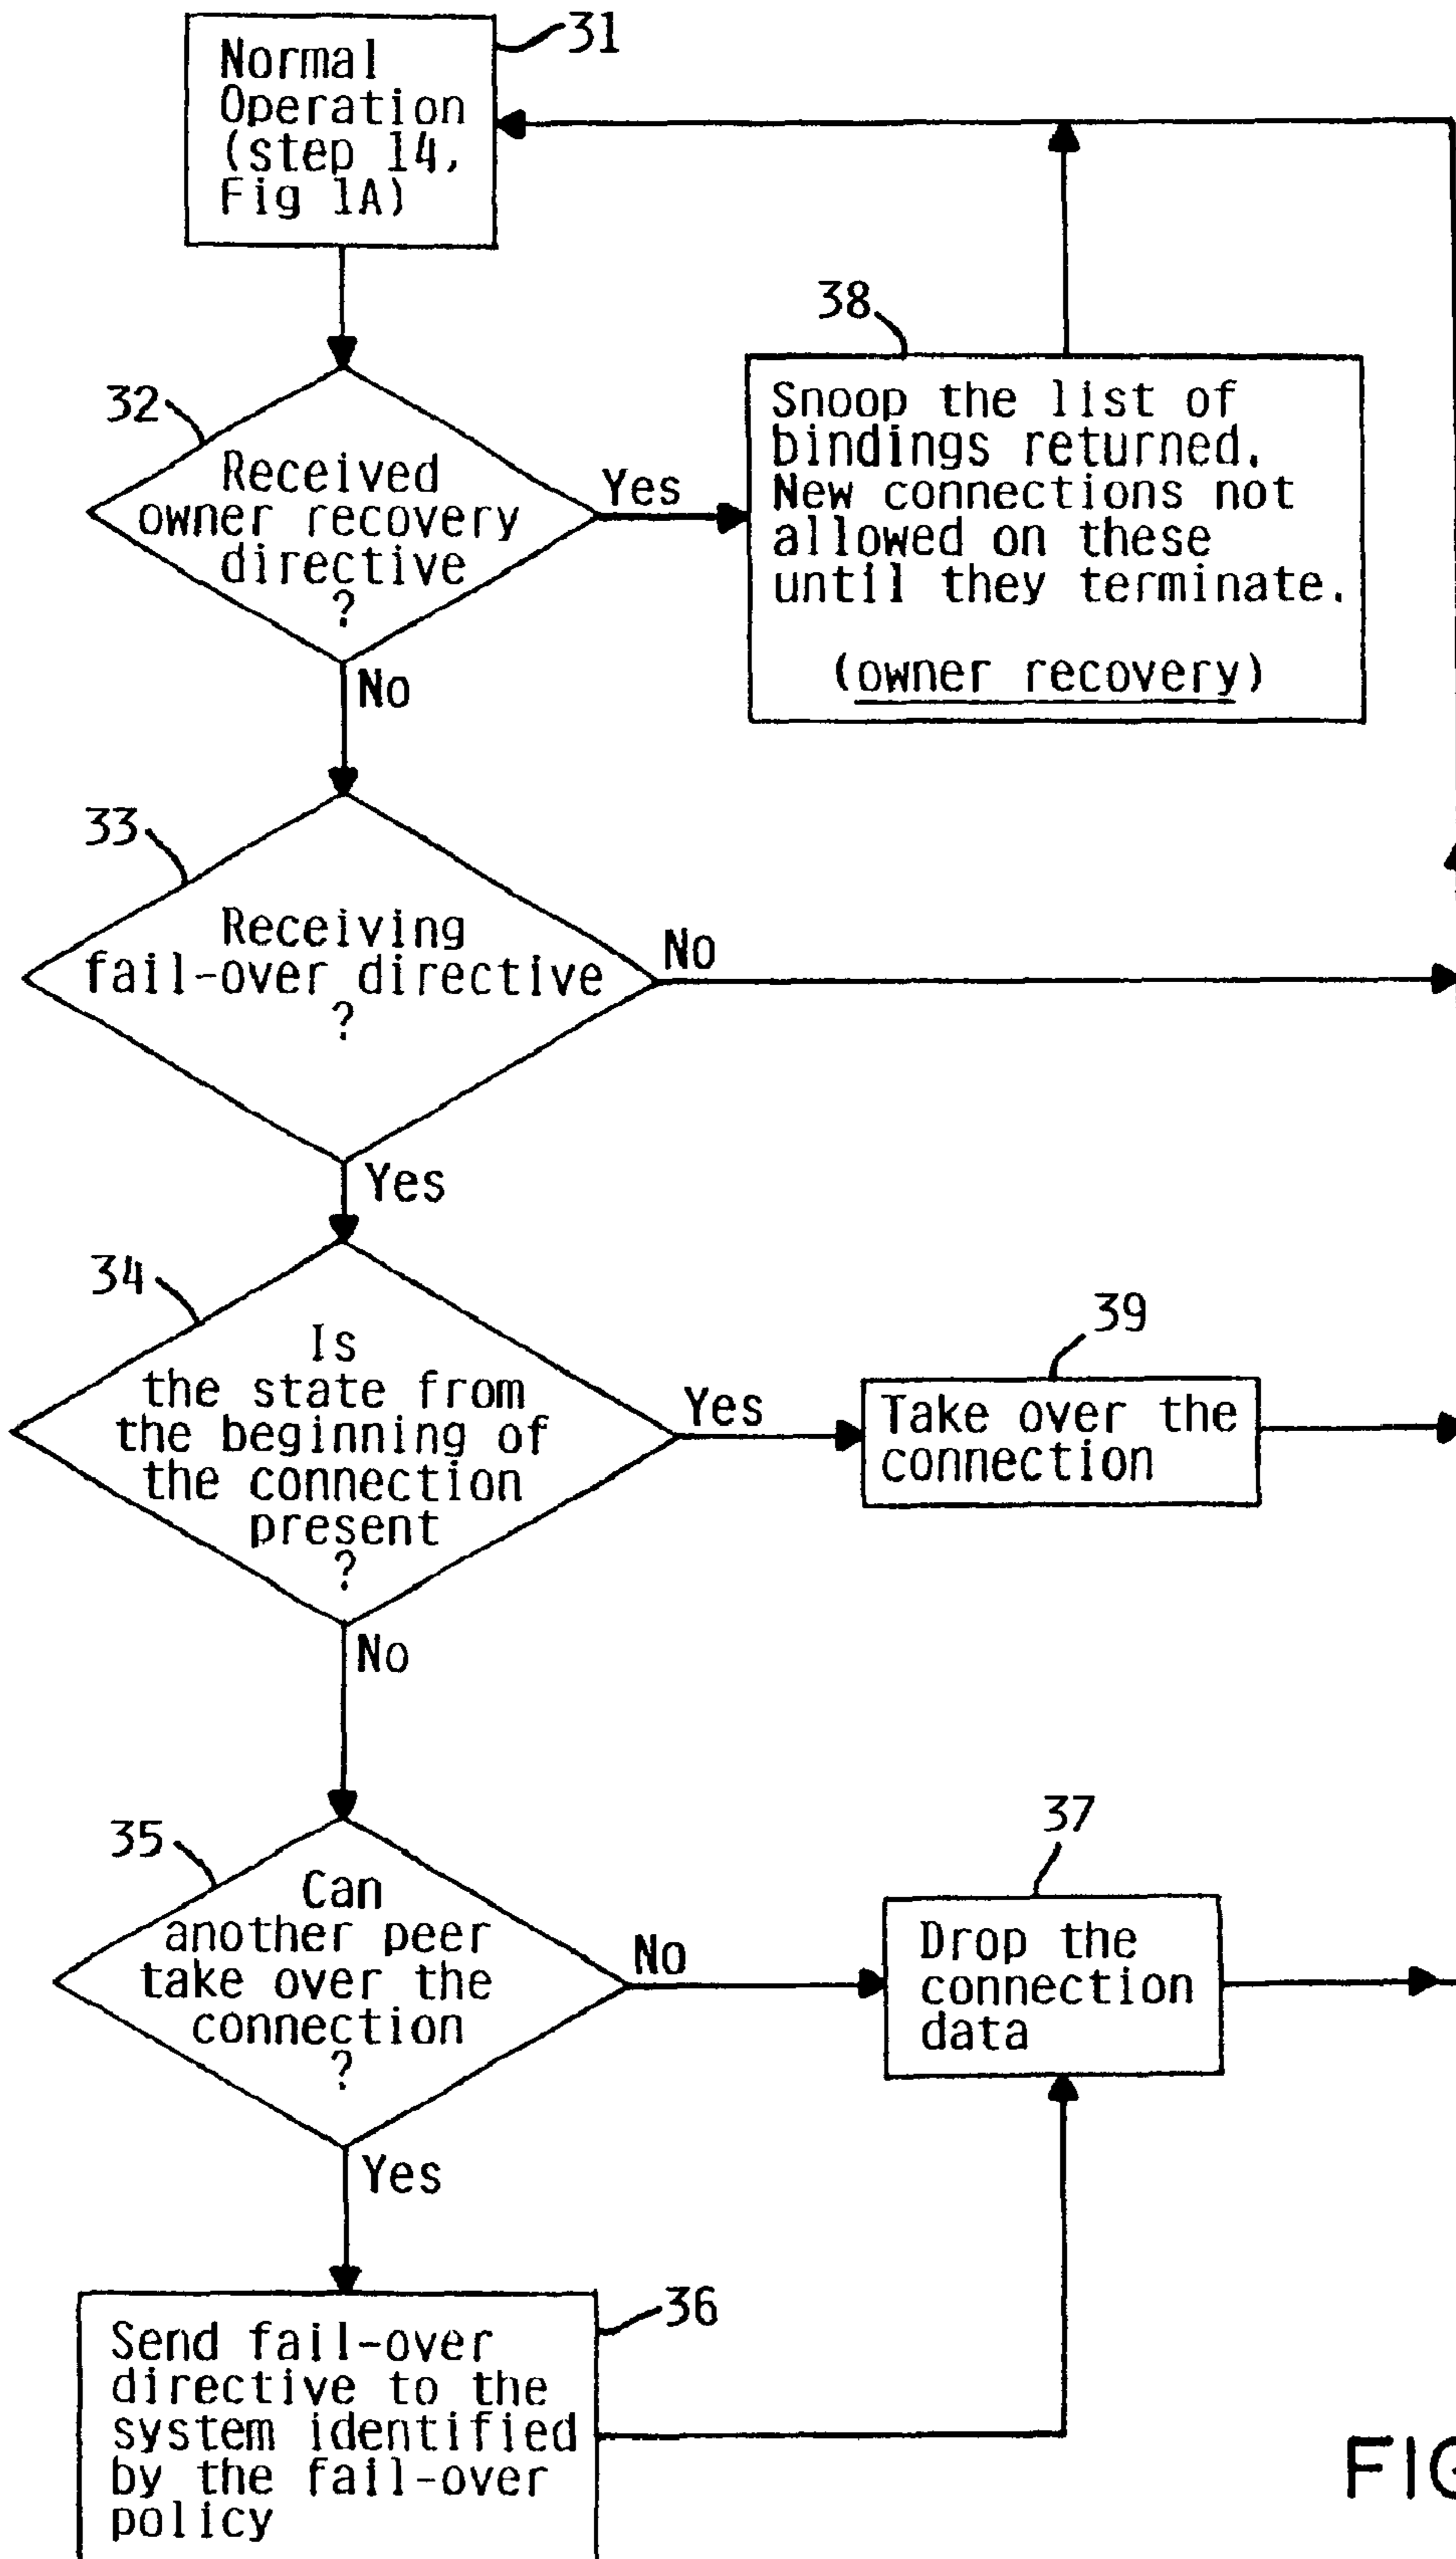 31
Normal
Operation
(step 14,
Fig 1A)
38
Snoop the list of
bindings returned.
New connections not
allowed on these
until they terminate.
(owner recovery)
32
Received
owner recovery
directive
?
Yes
No
33
Receiving
fail-over directive
?
No
Yes
34
Is
the state from
the beginning of
the connection
present
?
Yes
39
Take over the
connection
No
35
Can
another peer
take over the
connection
?
No
37
Drop the
connection
data
Yes
36
Send fail-over
directive to the
system identified
by the fail-over
policy
FIG